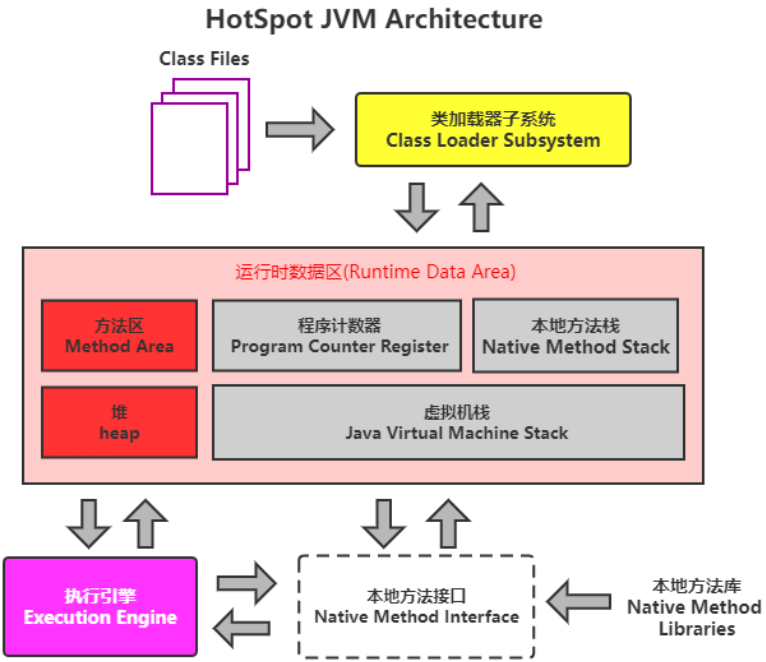 HotSpot JVM Architecture
Class Files
类加载器子系统
Class Loader Subsystem
运行时数据区(Runtime Data Area)
方法区
Method Area
程序计数器
Program Counter Register
本地方法栈
Native Method Stack
堆
heap
虚拟机栈
Java Virtual Machine Stack
执行引擎
Execution Engine
本地方法接口
Native Method Interface
本地方法库
Native Method
Libraries